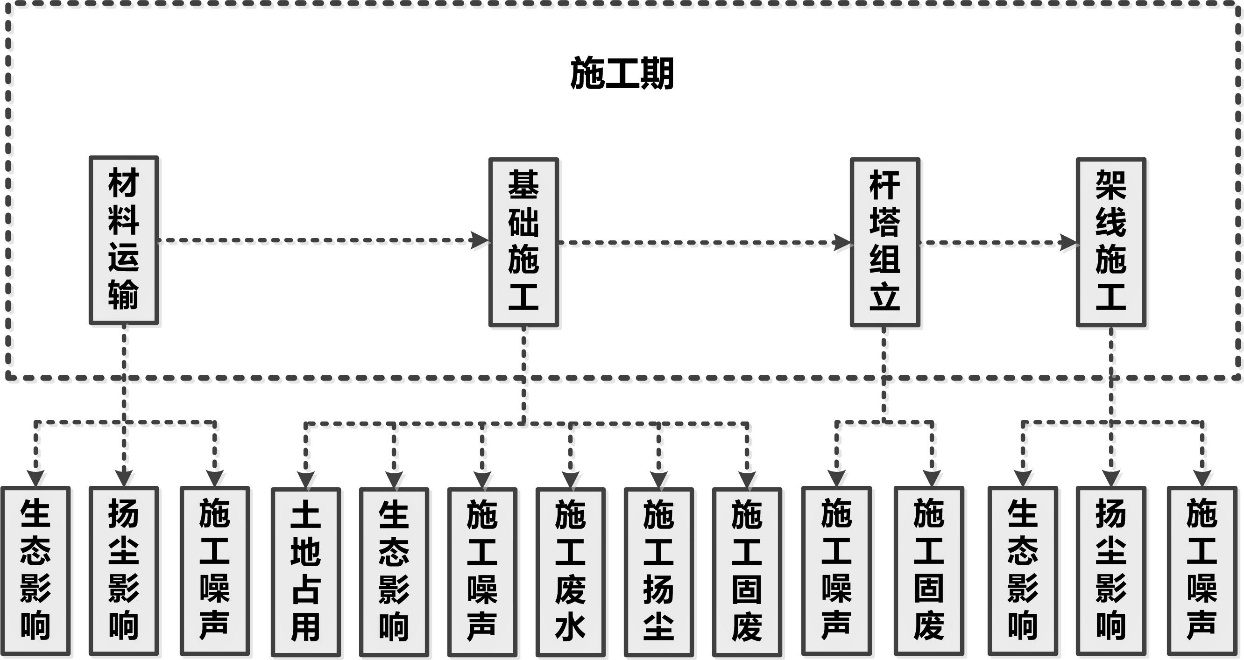 施工期
材料运输
基础施工
杆塔组立
架线施工
生态影响
扬尘影响
施工噪声
土地占用
生态影响
施工噪声
施工废水
施工扬尘
施工固废
施工噪声
施工固废
生态影响
扬尘影响
施工噪声